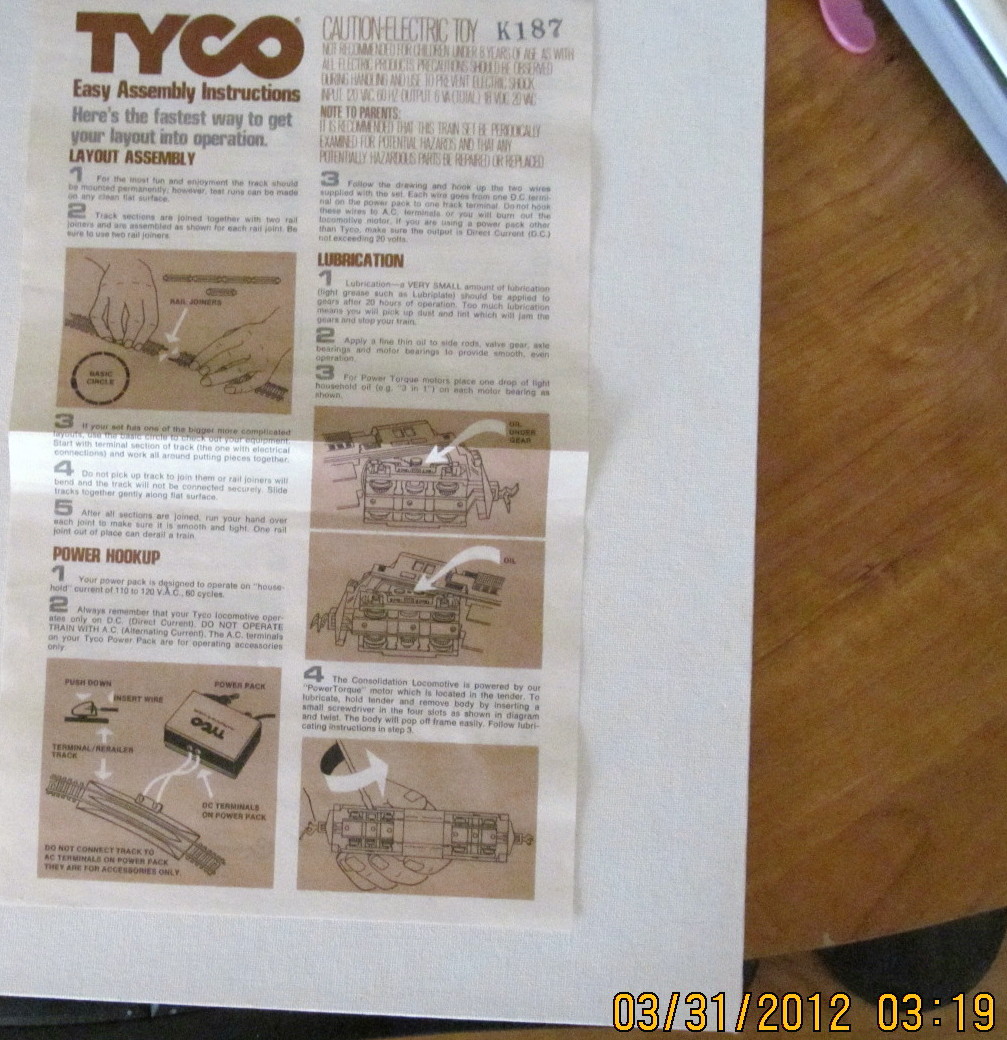 TYCO
Easy Assembly Instructions
Here's the fastest way to get
your layout into operation.
LAYOUT ASSEMBLY
1 For the most fun and enjoyment the track should
be mounted permanently; however, test runs can be made
on any clean flat surface.
2 Track sections are joined together with two rail
joiners and are assembled as shown for each rail joint. Be
sure to use two rail joiners.
RAIL JOINERS
BASIC
CIRCLE
3 If your set has one of the bigger more complicated
layouts, use the basic circle to check out your equipment.
Start with terminal section of track (the one with electrical
connections) and work all around putting pieces together.
4 Do not pick up track to join them or rail joiners will
bend and the track will not be connected securely. Slide
tracks together gently along flat surface.
5 After all sections are joined, run your hand over
each joint to make sure it is smooth and tight. One rail
joint out of place can derail a train.
POWER HOOKUP
1 Your power pack is designed to operate on "house-
hold" current of 110 to 120 V.A.C., 60 cycles.
2 Always remember that your Tyco locomotive oper-
ates only on D.C. (Direct Current). DO NOT OPERATE
TRAIN WITH A.C. (Alternating Current). The A.C. terminals
on your Tyco Power Pack are for operating accessories
only.
PUSH DOWN
INSERT WIRE
POWER PACK
TYCO
TERMINAL/RERAILER
TRACK
DC TERMINALS
ON POWER PACK
DO NOT CONNECT TRACK TO
AC TERMINALS ON POWER PACK
THEY ARE FOR ACCESSORIES ONLY.
CAUTION-ELECTRIC TOY K187
NOT RECOMMENDED FOR CHILDREN UNDER 8 YEARS OF AGE. AS WITH
ALL ELECTRIC PRODUCTS, PRECAUTIONS SHOULD BE OBSERVED
DURING HANDLING AND USE TO PREVENT ELECTRIC SHOCK.
INPUT: 120 VAC, 60 HZ OUTPUT: 6 VA (TOTAL) 18 VDC, 20 VAC
NOTE TO PARENTS:
IT IS RECOMMENDED THAT THIS TRAIN SET BE PERIODICALLY
EXAMINED FOR POTENTIAL HAZARDS AND THAT ANY
POTENTIALLY HAZARDOUS PARTS BE REPAIRED OR REPLACED
3 Follow the drawing and hook up the two wires
supplied with the set. Each wire goes from one D.C. termi-
nal on the power pack to one track terminal. Do not hook
these wires to A.C. terminals or you will burn out the
locomotive motor. If you are using a power pack other
than Tyco, make sure the output is Direct Current (D.C.)
not exceeding 20 volts.
LUBRICATION
1 Lubrication—a VERY SMALL amount of lubrication
(light grease such as Lubriplate) should be applied to
gears after 20 hours of operation. Too much lubrication
means you will pick up dust and lint which will jam the
gears and stop your train.
2 Apply a fine thin oil to side rods, valve gear, axle
bearings and motor bearings to provide smooth, even
operation.
3 For Power Torque motors place one drop of light
household oil (e.g. "3 in 1") on each motor bearing as
shown.
OIL
UNDER
GEAR
OIL
4 The Consolidation Locomotive is powered by our
"PowerTorque" motor which is located in the tender. To
lubricate, hold tender and remove body by inserting a
small screwdriver in the four slots as shown in diagram
and twist. The body will pop off frame easily. Follow lubri-
cating instructions in step 3.
03/31/2012 03:19